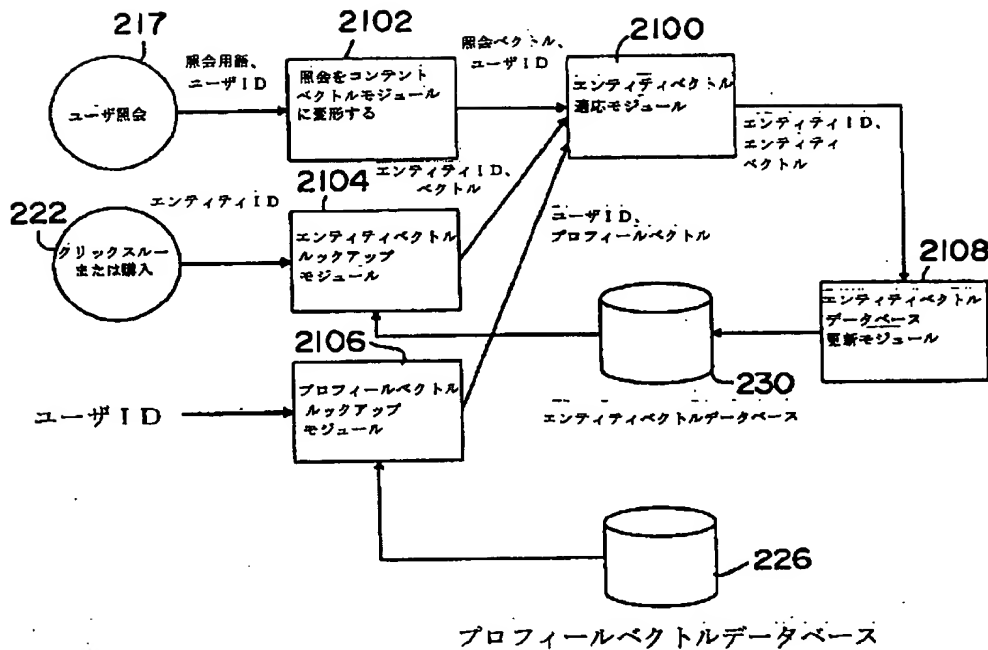 217
ユーザ照会
照会用語、
ユーザID
2102
照会をコンテント
ベクトルモジュール
に変形する
照会ベクトル、
ユーザID
2100
エンティティベクトル
適応モジュール
エンティティID、
エンティティ
ベクトル
222
クリックスルー
または購入
エンティティID
2104
エンティティベクトル
ルックアップ
モジュール
エンティティID、
ベクトル
ユーザID、
プロフィールベクトル
2108
エンティティベクトル
データベース
更新モジュール
230
エンティティベクトルデータベース
ユーザID
2106
プロフィールベクトル
ルックアップ
モジュール
226
プロフィールベクトルデータベース